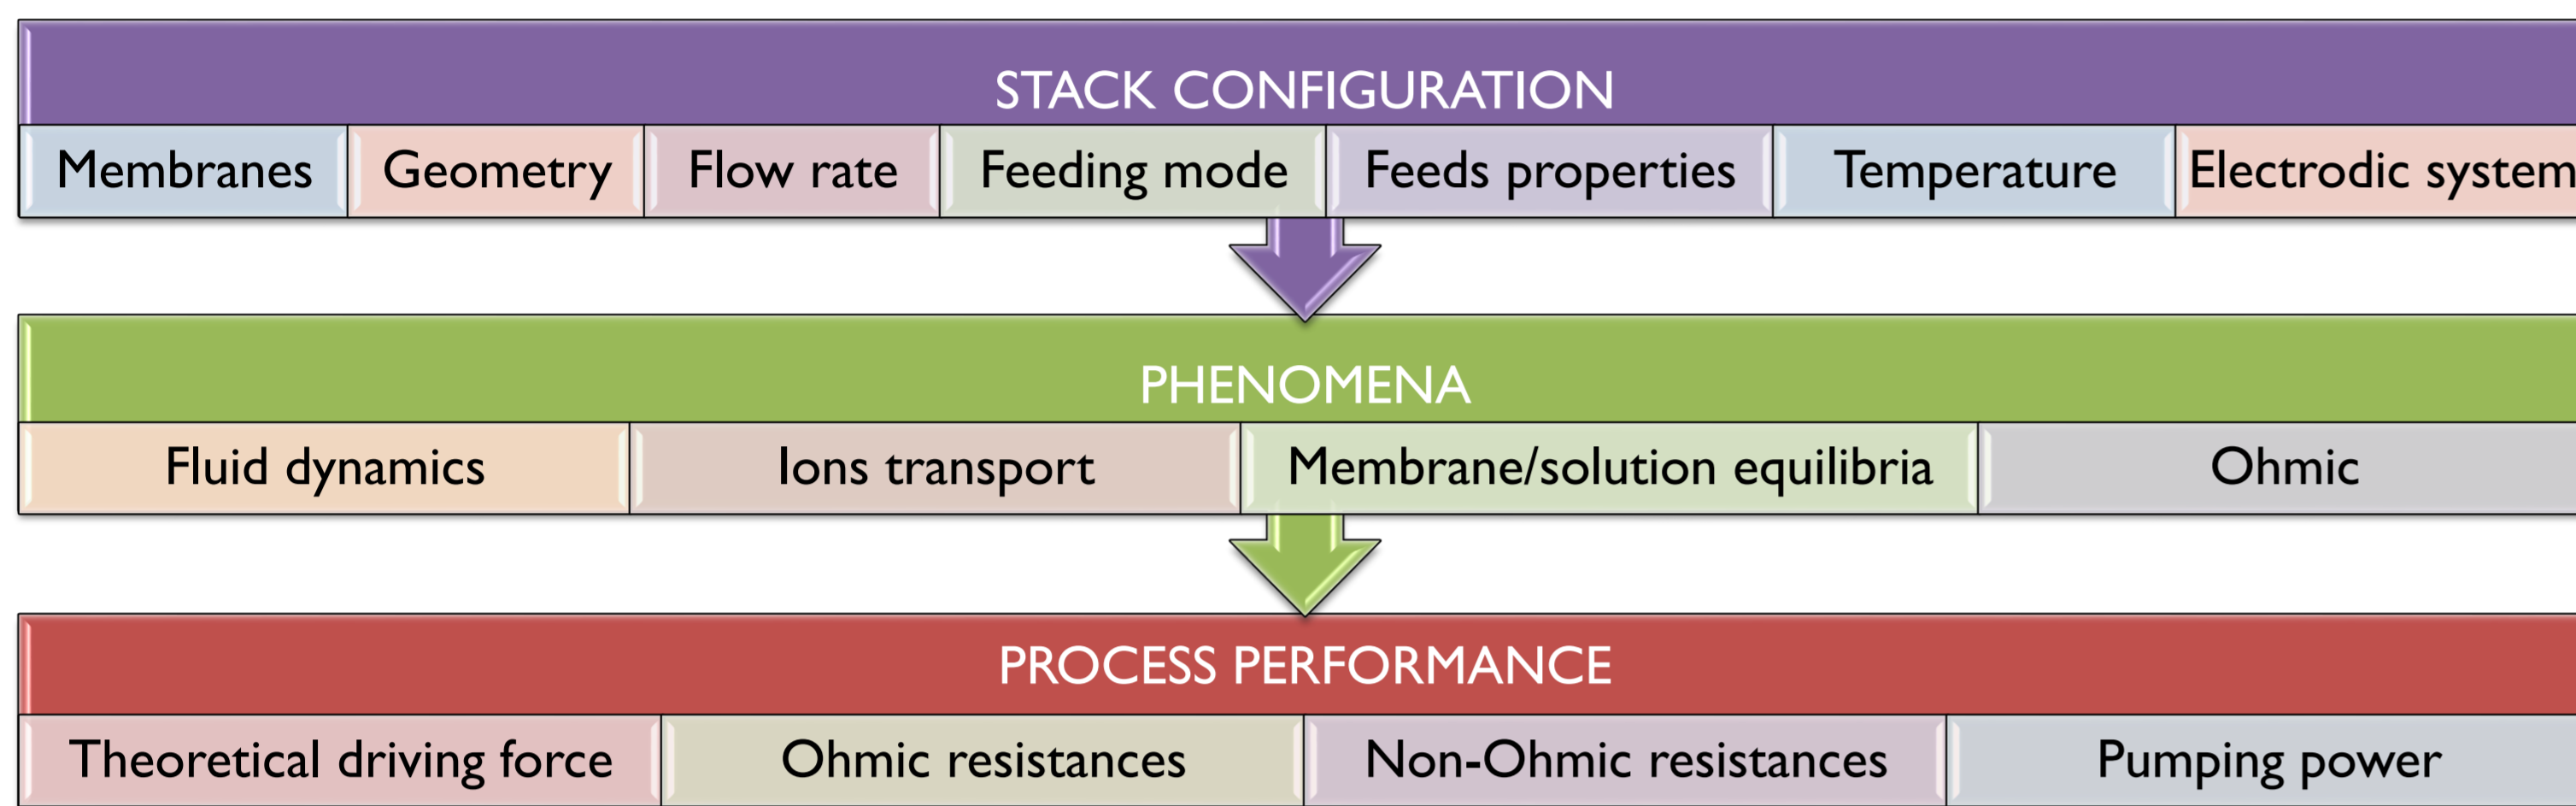 STACK CONFIGURATION
Membranes Geometry Flow rate Feeding mode Feeds properties Temperature Electrodic system
PHENOMENA
Fluid dynamics Ions transport Membrane/solution equilibria Ohmic
PROCESS PERFORMANCE
Theoretical driving force Ohmic resistances Non-Ohmic resistances Pumping power